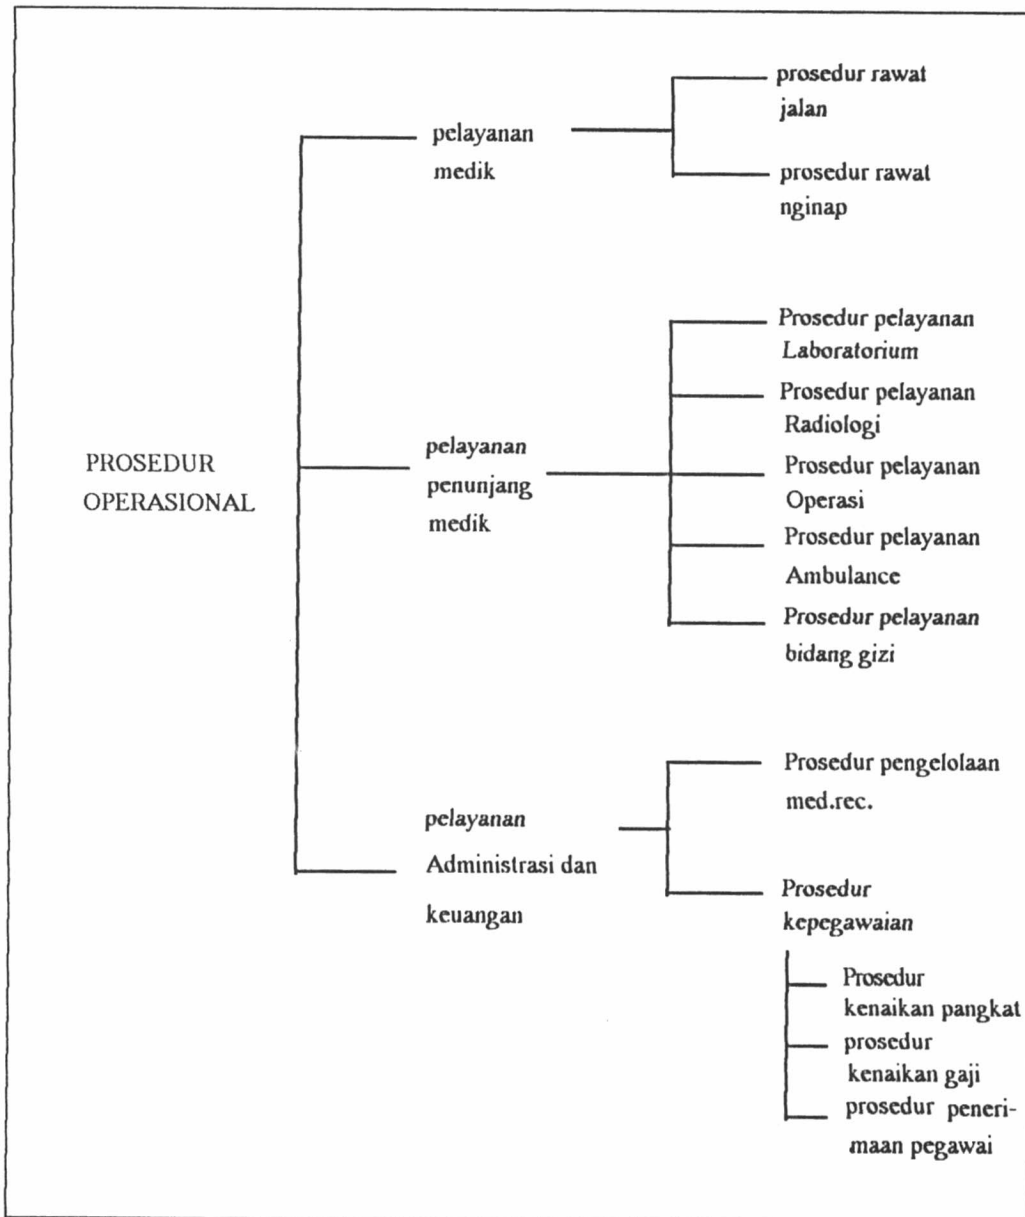 PROSEDUR
OPERASIONAL
pelayanan
medik
prosedur rawat
jalan
prosedur rawat
nginap
pelayanan
penunjang
medik
Prosedur pelayanan
Laboratorium
Prosedur pelayanan
Radiologi
Prosedur pelayanan
Operasi
Prosedur pelayanan
Ambulance
Prosedur pelayanan
bidang gizi
pelayanan
Administrasi dan
keuangan
Prosedur pengelolaan
med.rec.
Prosedur
kepegawaian
Prosedur
kenaikan pangkat
prosedur
kenaikan gaji
prosedur peneri-
maan pegawai